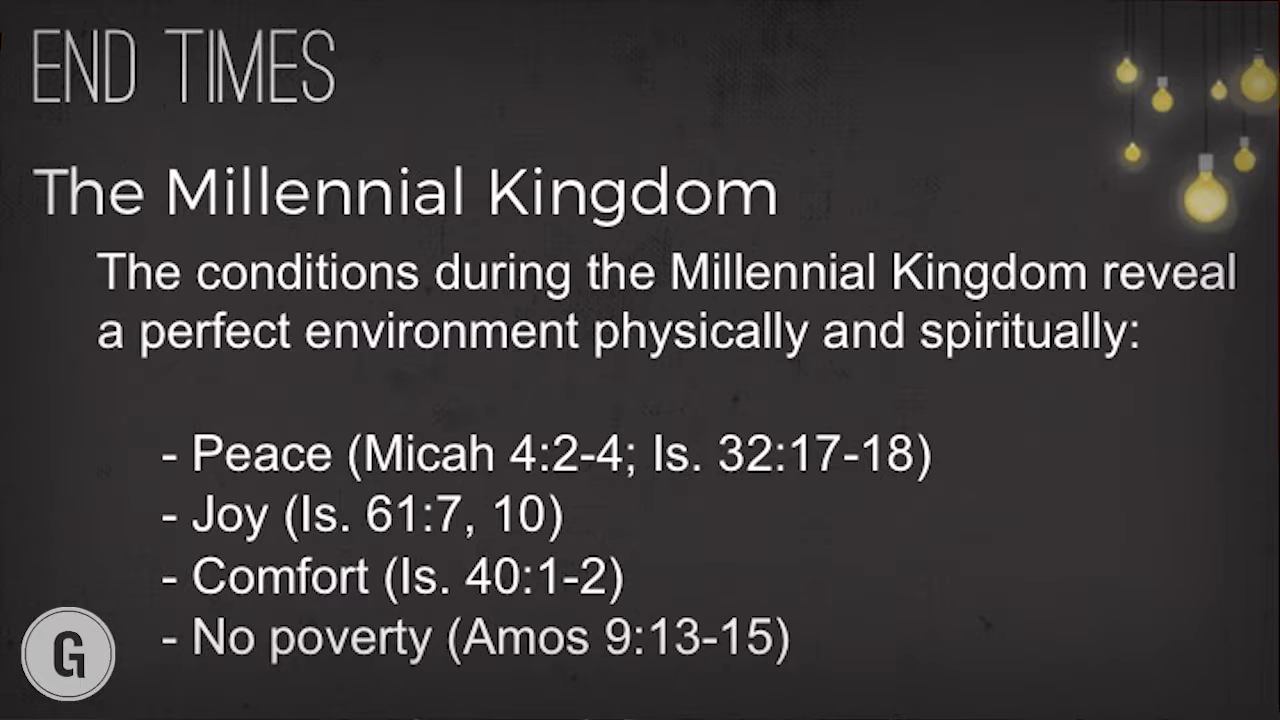 END TIMES
The Millennial Kingdom
The conditions during the Millennial Kingdom reveal
a perfect environment physically and spiritually:
- Peace (Micah 4:2-4; Is. 32:17-18)
- Joy (Is. 61:7, 10)
- Comfort (Is. 40:1-2)
- No poverty (Amos 9:13-15)
G